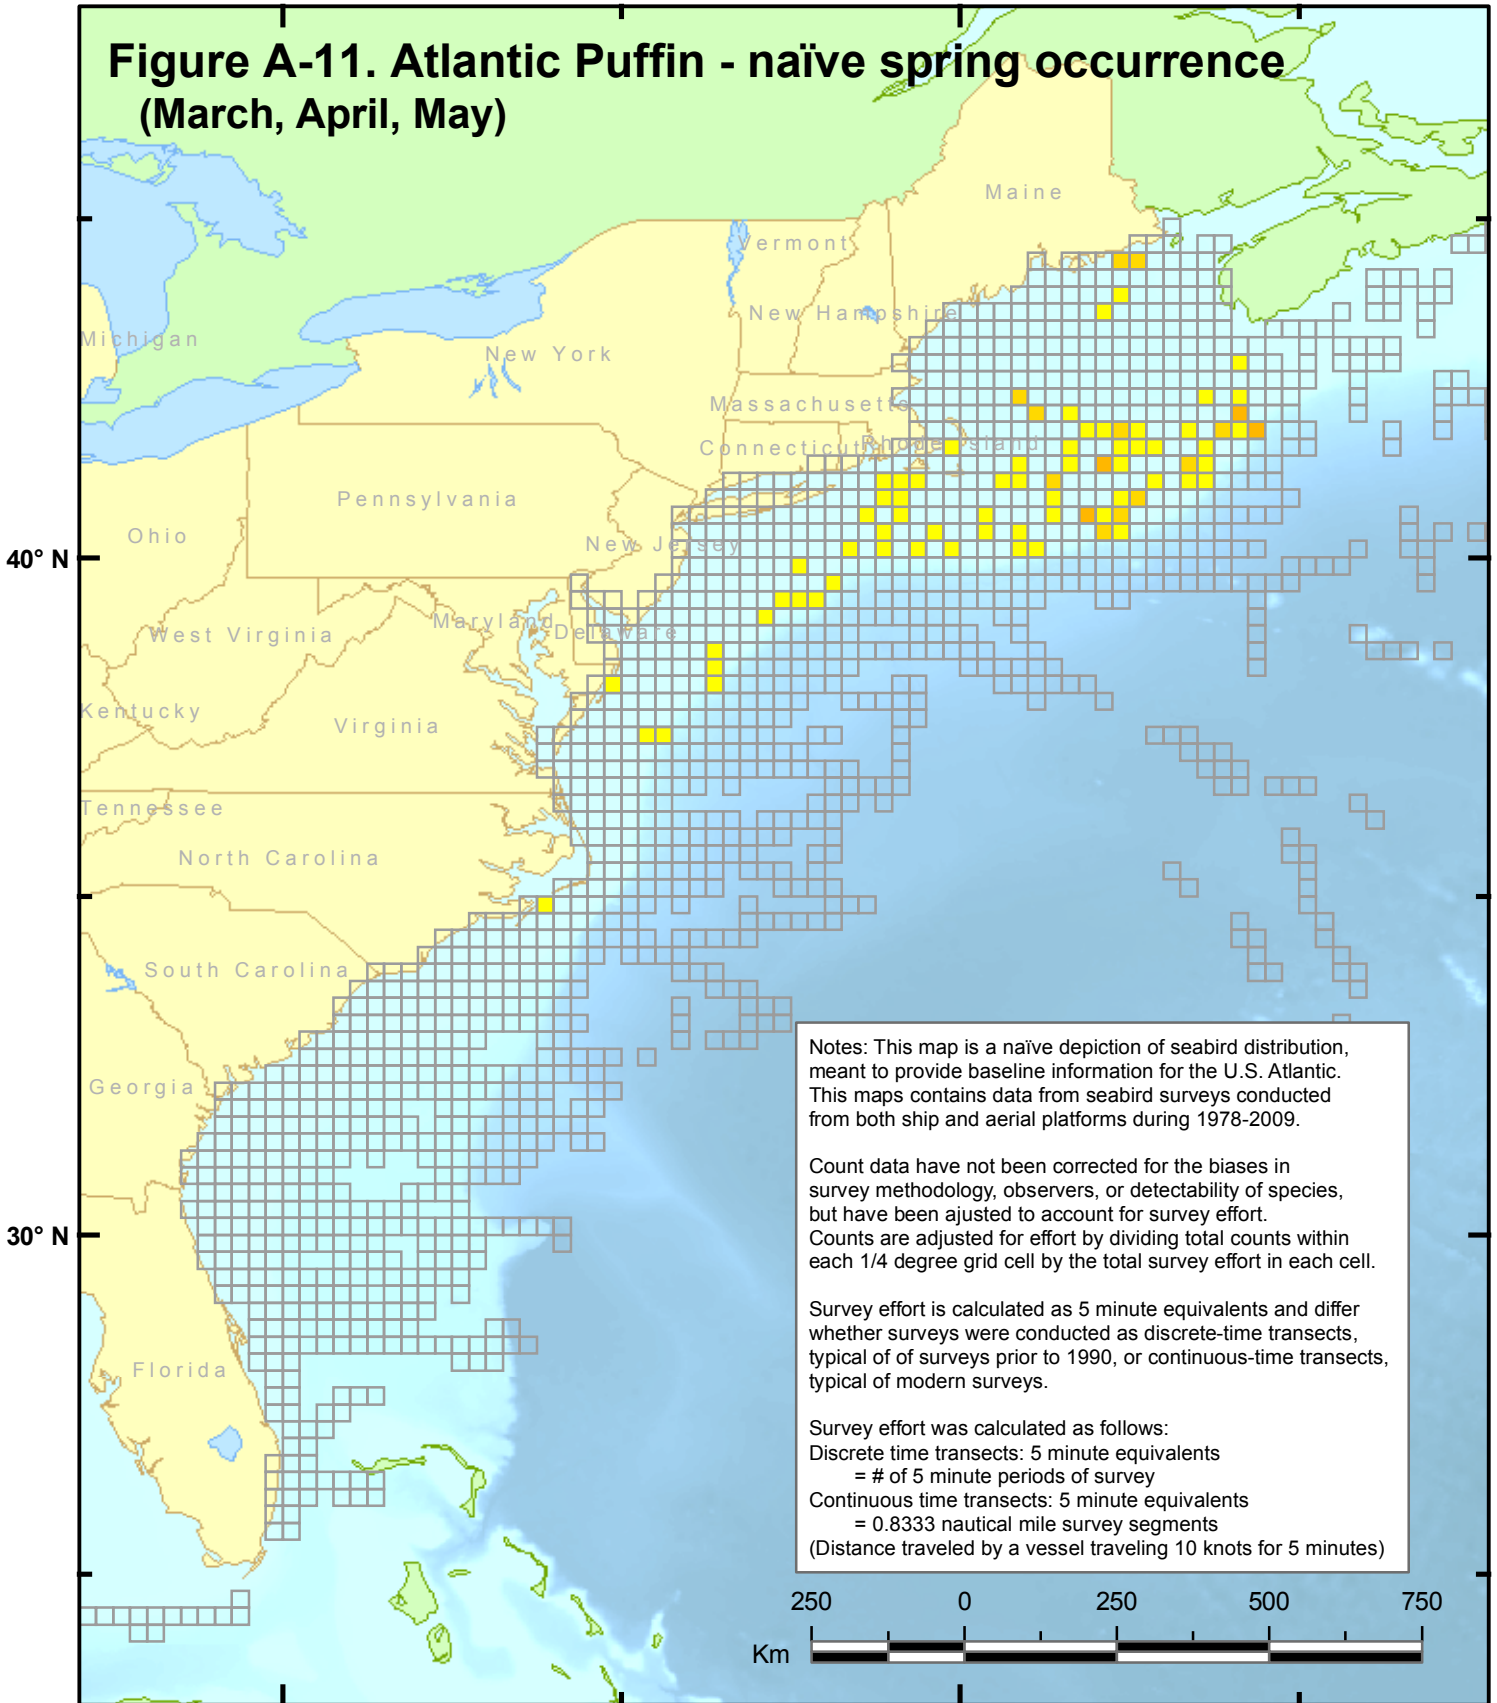 Figure A-11. Atlantic Puffin - naïve spring occurrence
(March, April, May)
Maine
Vermont
New Hampshire
Michigan
New York
Massachusetts
Connecticut
Rhode Island
Pennsylvania
Ohio
New Jersey
40° N
Maryland
Delaware
West Virginia
Kentucky
Virginia
Tennessee
North Carolina
South Carolina
Georgia
30° N
Florida
Notes: This map is a naïve depiction of seabird distribution,
meant to provide baseline information for the U.S. Atlantic.
This maps contains data from seabird surveys conducted
from both ship and aerial platforms during 1978-2009.
Count data have not been corrected for the biases in
survey methodology, observers, or detectability of species,
but have been ajusted to account for survey effort.
Counts are adjusted for effort by dividing total counts within
each 1/4 degree grid cell by the total survey effort in each cell.
Survey effort is calculated as 5 minute equivalents and differ
whether surveys were conducted as discrete-time transects,
typical of of surveys prior to 1990, or continuous-time transects,
typical of modern surveys.
Survey effort was calculated as follows:
Discrete time transects: 5 minute equivalents
= # of 5 minute periods of survey
Continuous time transects: 5 minute equivalents
= 0.8333 nautical mile survey segments
(Distance traveled by a vessel traveling 10 knots for 5 minutes)
250 0 250 500 750
Km